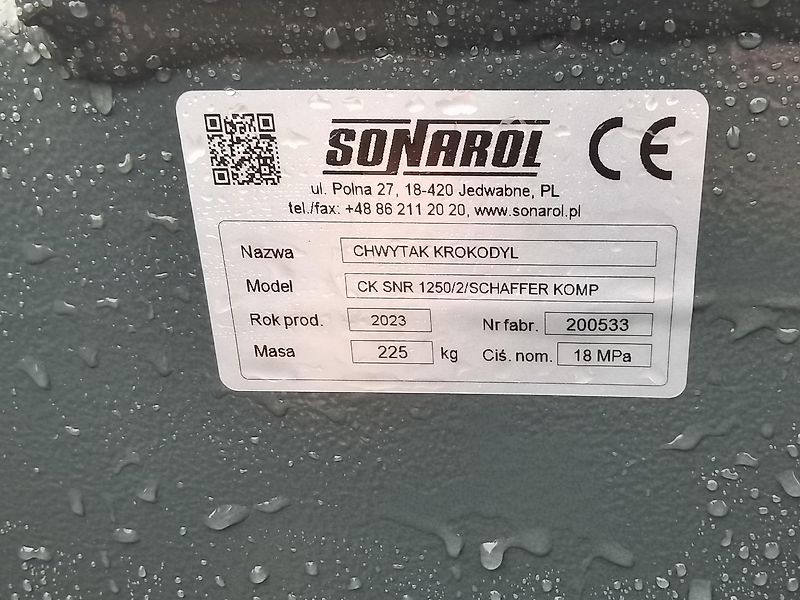 SONAROL CE
ul. Polna 27, 18-420 Jedwabne, PL
tel./fax: +48 86 211 20 20, www.sonarol.pl
Nazwa CHWYTAK KROKODYL
Model CK SNR 1250/2/SCHAFFER KOMP
Rok prod. 2023 Nr fabr. 200533
Masa 225 kg Ciś. nom. 18 MPa